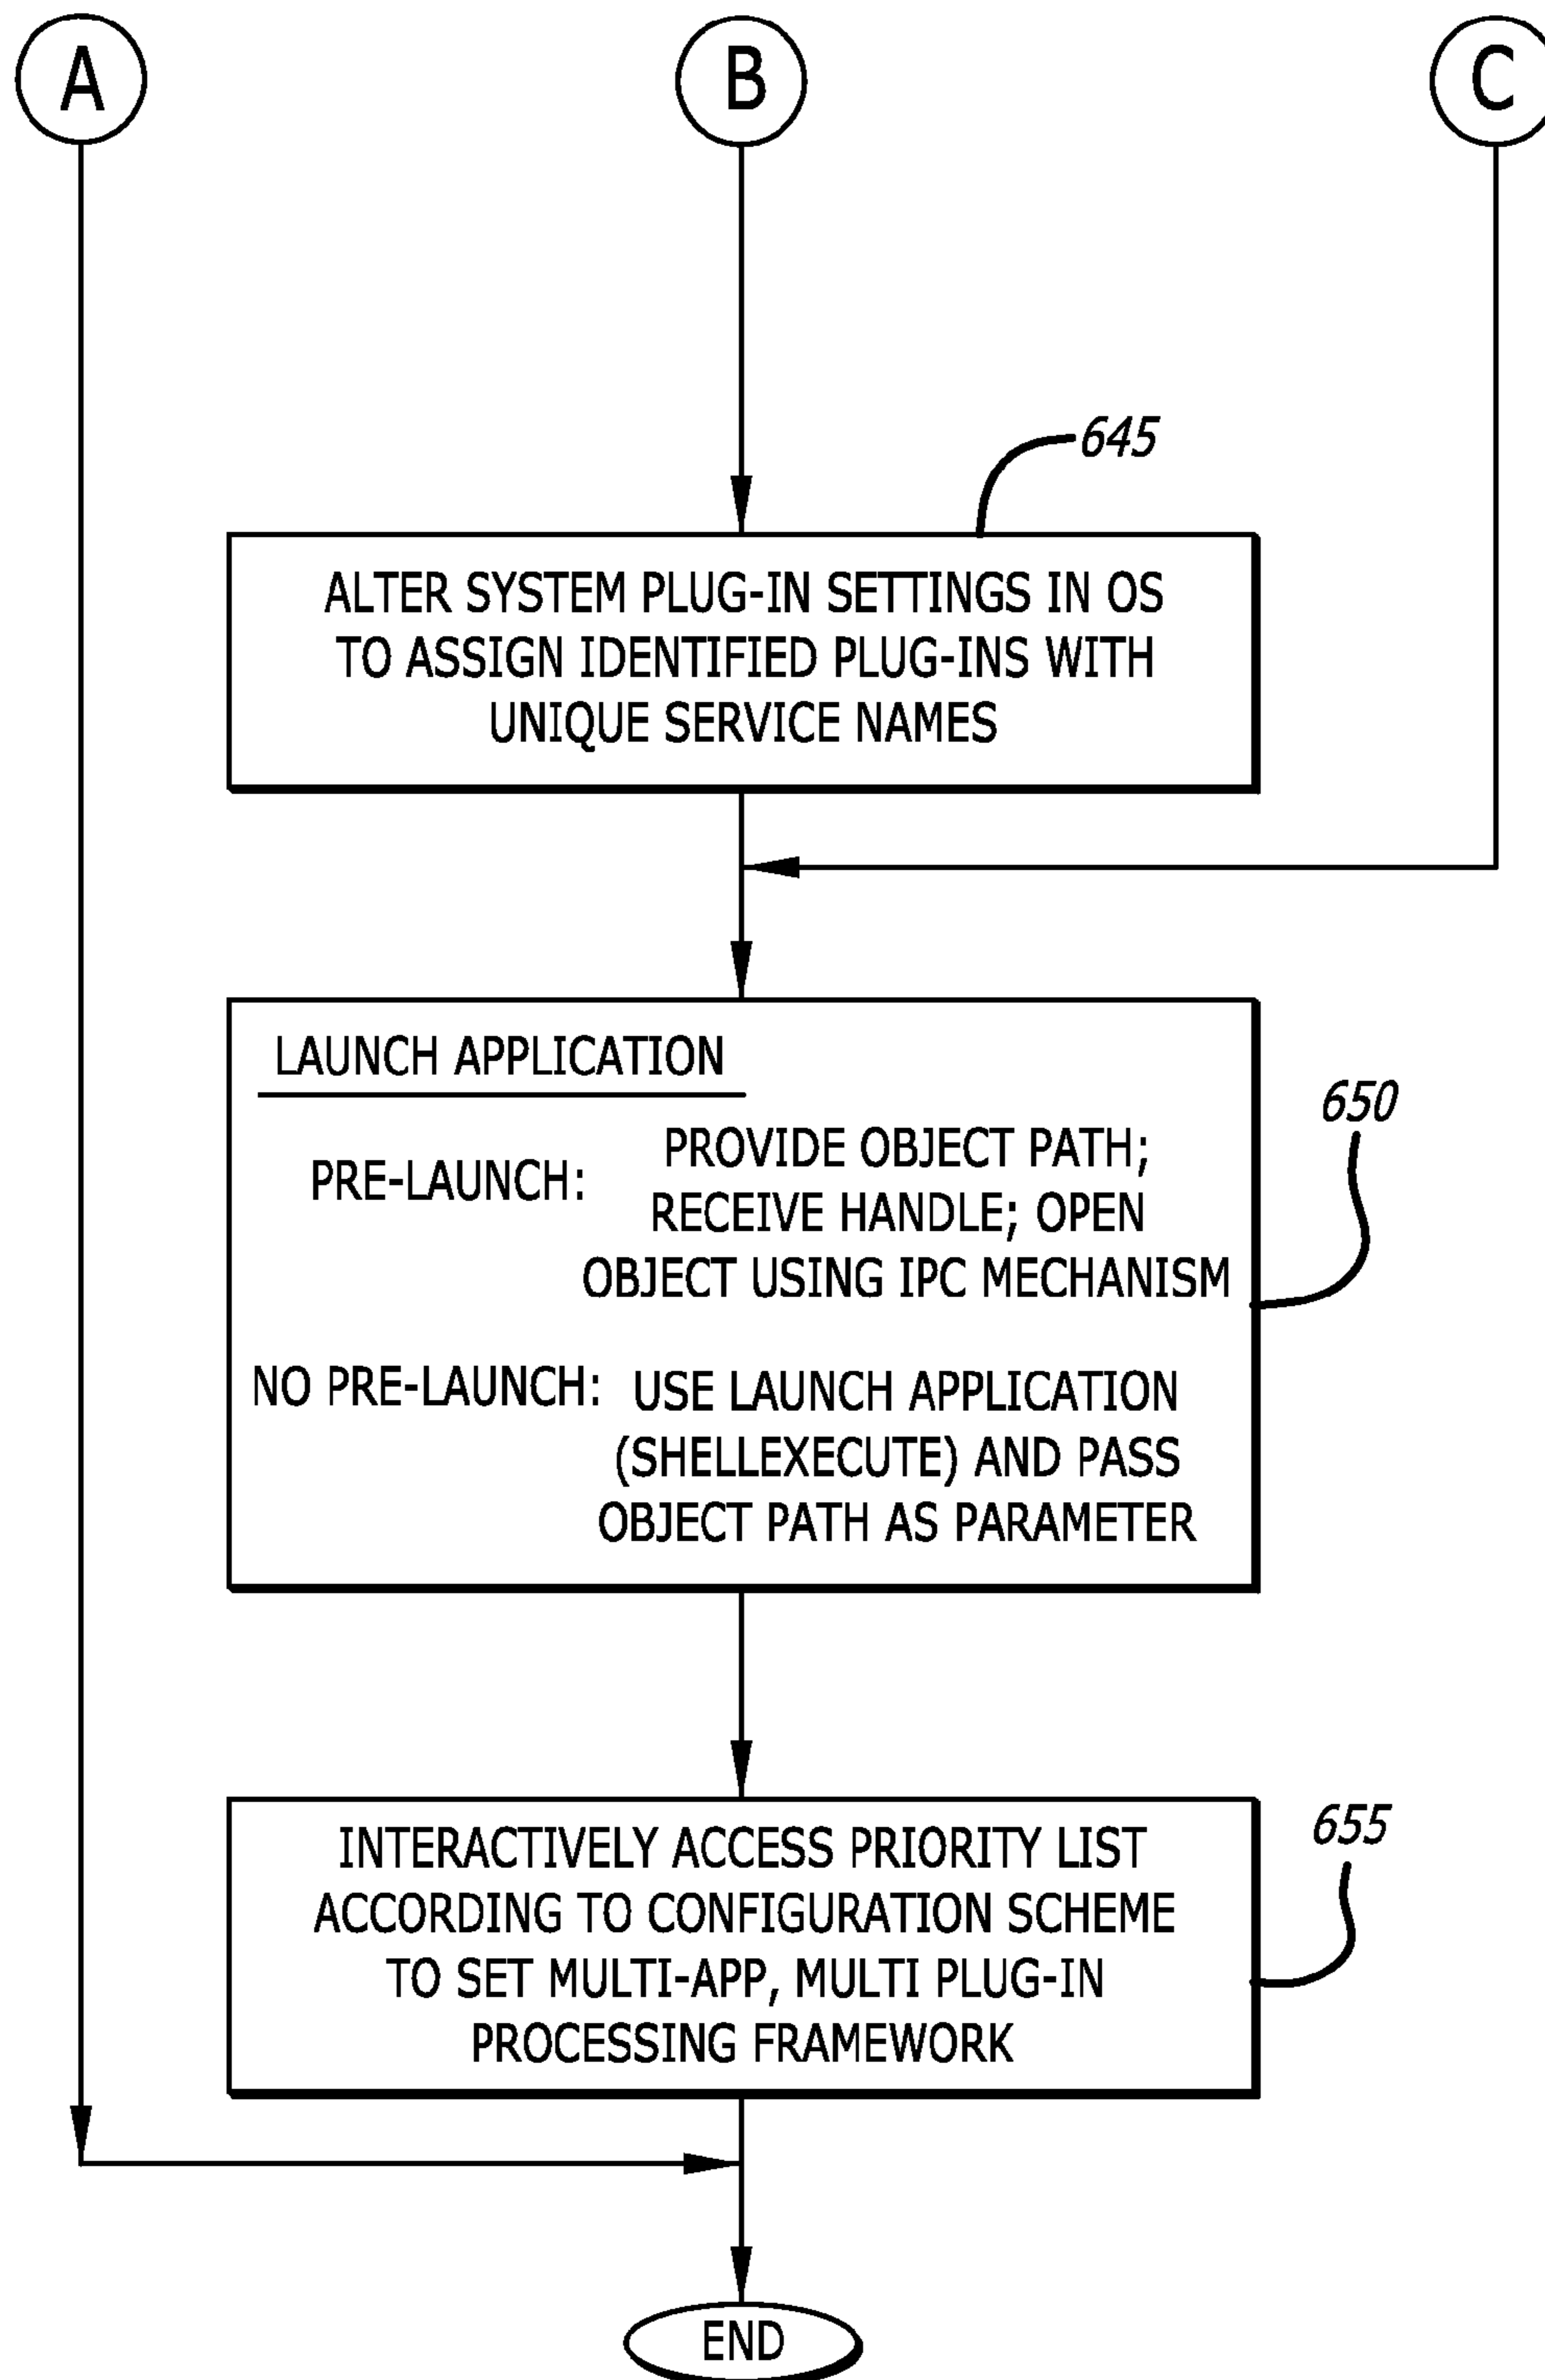 A
B
C
645
ALTER SYSTEM PLUG-IN SETTINGS IN OS
TO ASSIGN IDENTIFIED PLUG-INS WITH
UNIQUE SERVICE NAMES
LAUNCH APPLICATION
650
PRE-LAUNCH:
PROVIDE OBJECT PATH;
RECEIVE HANDLE; OPEN
OBJECT USING IPC MECHANISM
NO PRE-LAUNCH:
USE LAUNCH APPLICATION
(SHELLEXECUTE) AND PASS
OBJECT PATH AS PARAMETER
655
INTERACTIVELY ACCESS PRIORITY LIST
ACCORDING TO CONFIGURATION SCHEME
TO SET MULTI-APP, MULTI PLUG-IN
PROCESSING FRAMEWORK
END